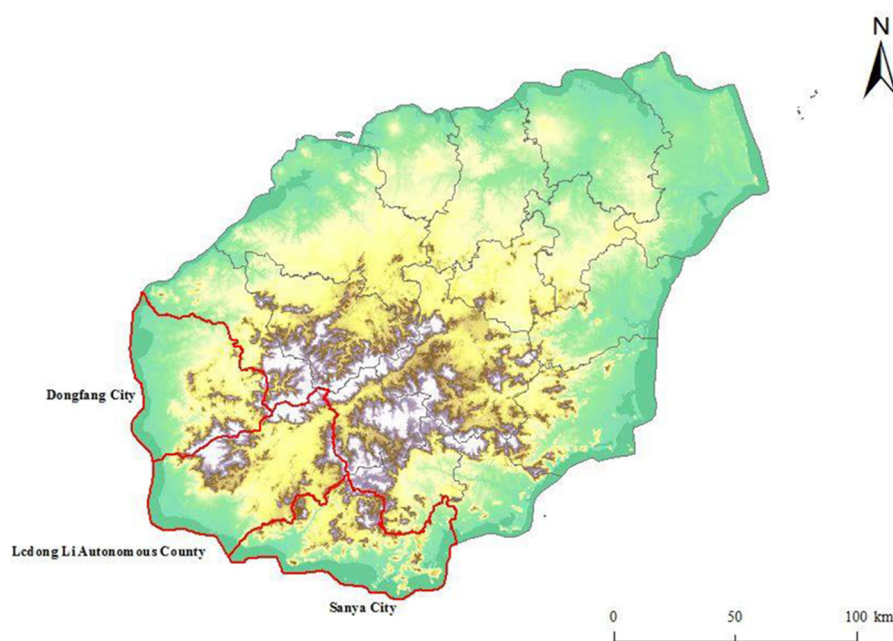 N
Dongfang City
Lcdong Li Autonomous County
Sanya City
0 50 100 km